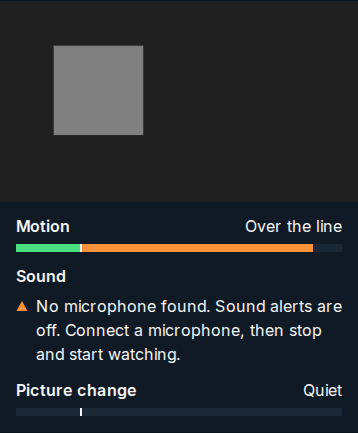 Motion Over the line
Sound
No microphone found. Sound alerts are
off. Connect a microphone, then stop
and start watching.
Picture change Quiet